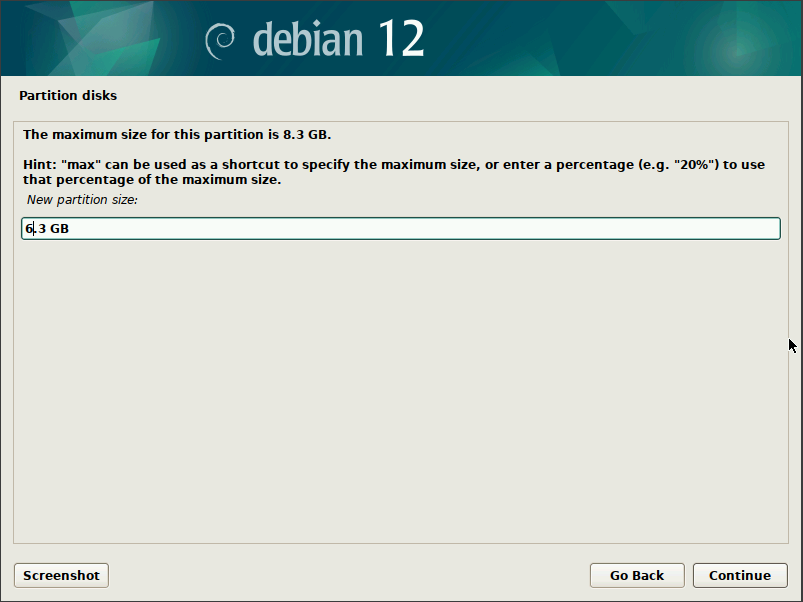 debian 12
Partition disks
The maximum size for this partition is 8.3 GB.
Hint: "max" can be used as a shortcut to specify the maximum size, or enter a percentage (e.g. "20%") to use
that percentage of the maximum size.
New partition size:
6.3 GB
Screenshot
Go Back
Continue